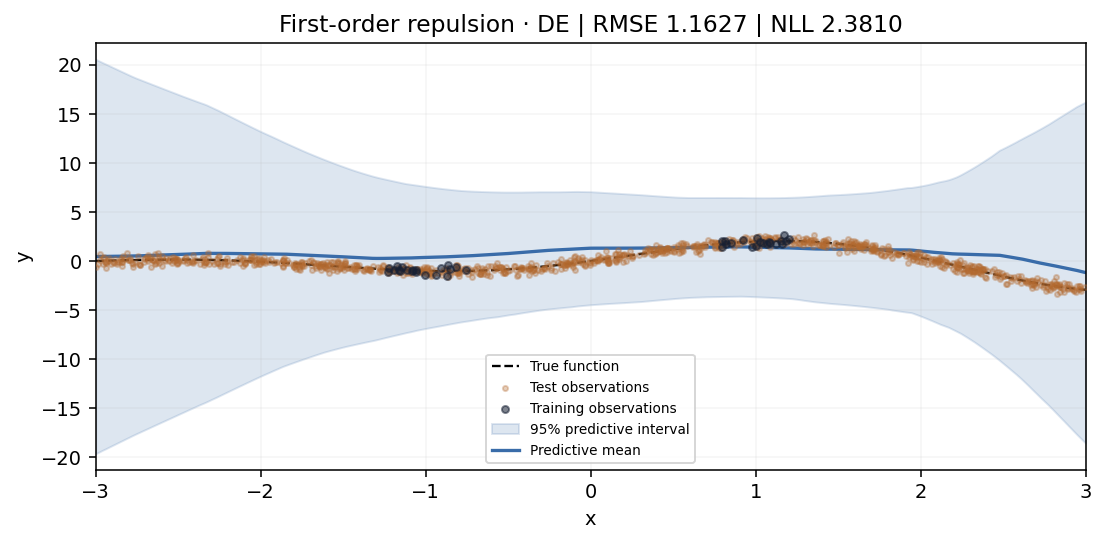 First-order repulsion · DE | RMSE 1.1627 | NLL 2.3810
20
15
10
5
0
−5
−10
−15
−20
y
True function
Test observations
Training observations
95% predictive interval
Predictive mean
−3 −2 −1 0 1 2 3
x